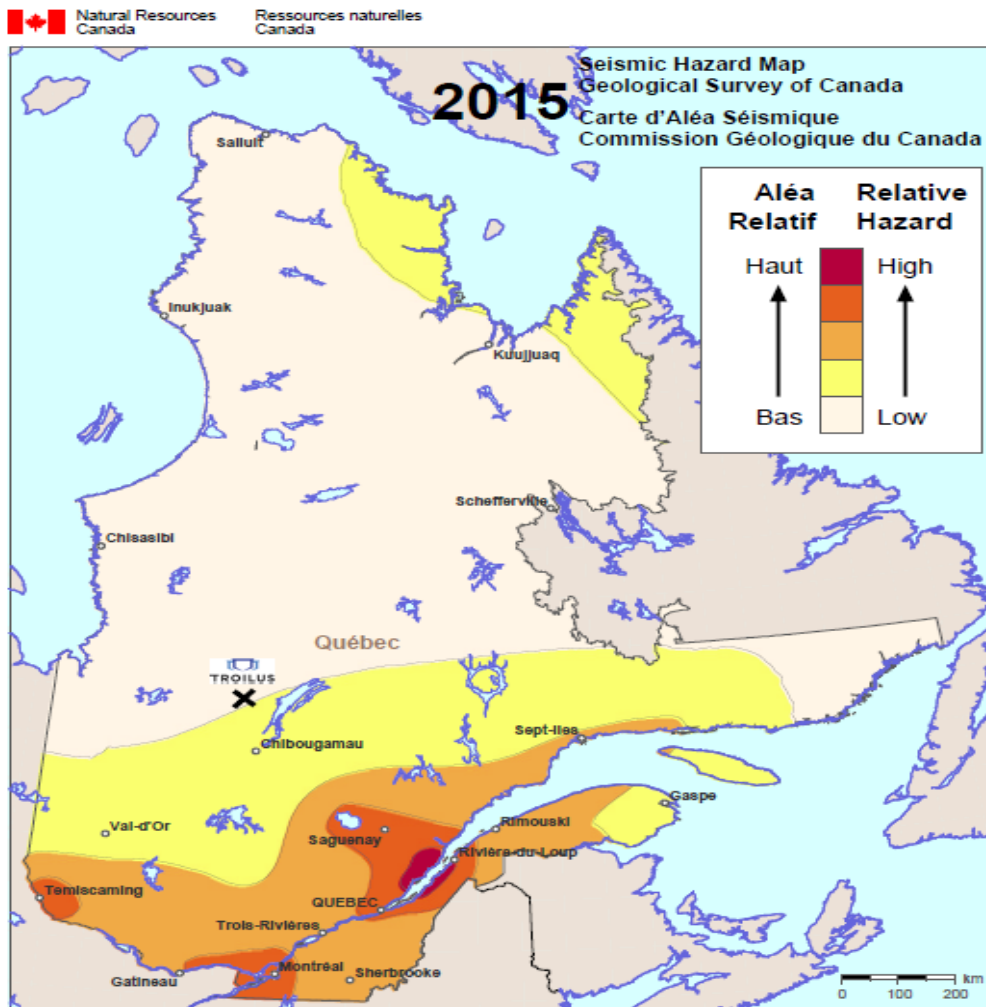 Natural Resources
Canada
Ressources naturelles
Canada
2015
Seismic Hazard Map
Geological Survey of Canada
Carte d'Aléa Séismique
Commission Géologique du Canada
Aléa
Relatif
Relative
Hazard
Haut
High
Bas
Low
Salluit
Inukjuak
Kuujjuaq
Schefferville
Chisasibi
Québec
TROILUS
Chibougamau
Sept-Iles
Val-d'Or
Gaspe
Saguenay
Rimouski
Rivière-du-Loup
Temiscaming
QUEBEC
Trois-Rivières
Gatineau
Montréal
Sherbrooke
km
0 100 200